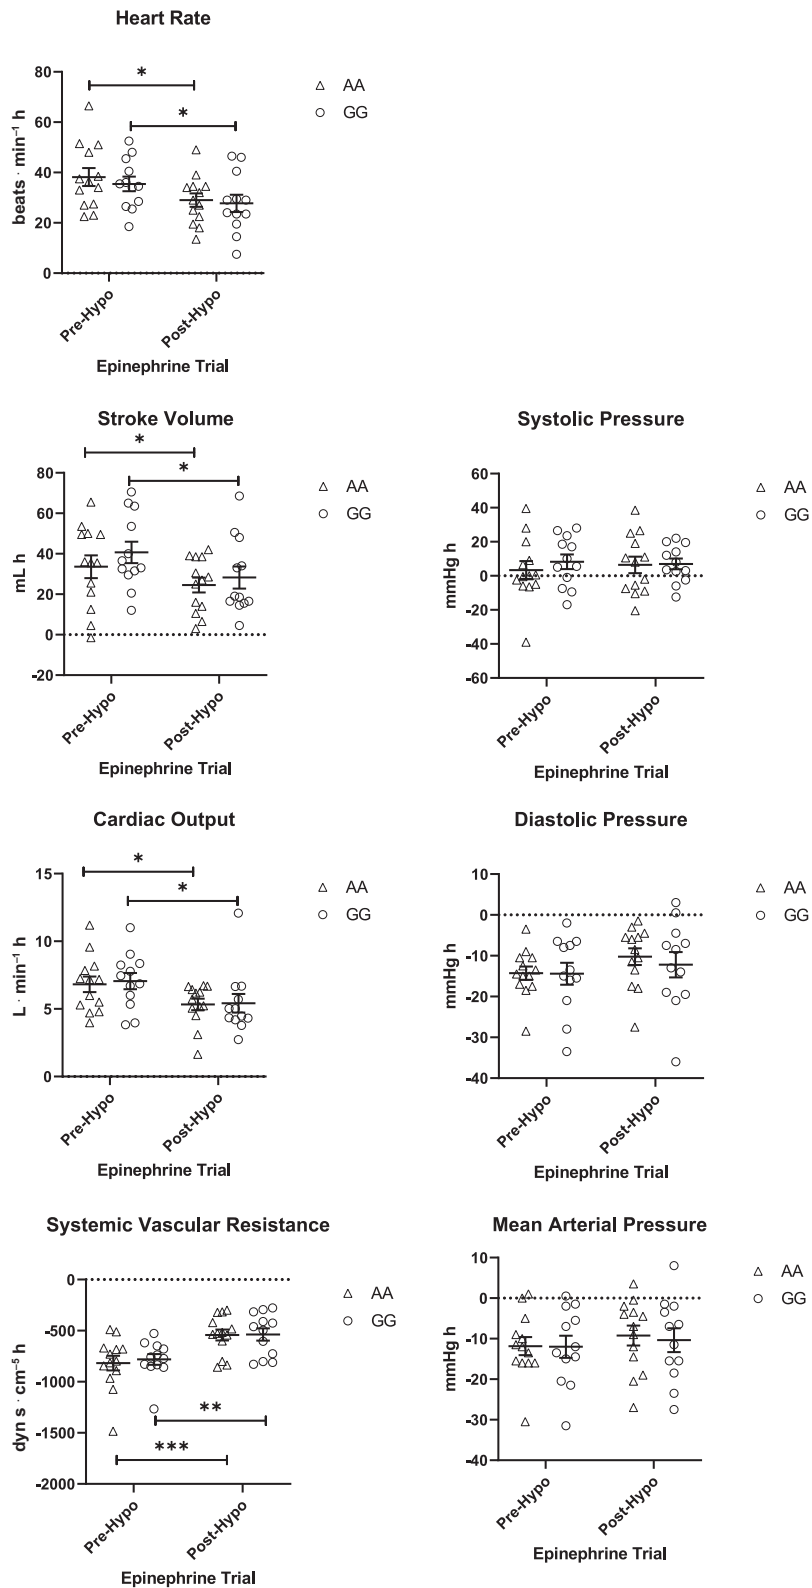 Heart Rate
80
60
40
20
0
beats · min⁻¹ h
*
*
AA
GG
Pre-Hypo
Post-Hypo
Epinephrine Trial
Stroke Volume
80
60
40
20
0
-20
mL h
*
*
AA
GG
Pre-Hypo
Post-Hypo
Epinephrine Trial
Systolic Pressure
60
40
20
0
-20
-40
-60
mmHg h
AA
GG
Pre-Hypo
Post-Hypo
Epinephrine Trial
Cardiac Output
15
10
5
0
L · min⁻¹ h
*
*
AA
GG
Pre-Hypo
Post-Hypo
Epinephrine Trial
Diastolic Pressure
10
0
-10
-20
-30
-40
mmHg h
AA
GG
Pre-Hypo
Post-Hypo
Epinephrine Trial
Systemic Vascular Resistance
0
-500
-1000
-1500
-2000
dyn s · cm⁻⁵ h
**
***
AA
GG
Pre-Hypo
Post-Hypo
Epinephrine Trial
Mean Arterial Pressure
10
0
-10
-20
-30
-40
mmHg h
AA
GG
Pre-Hypo
Post-Hypo
Epinephrine Trial